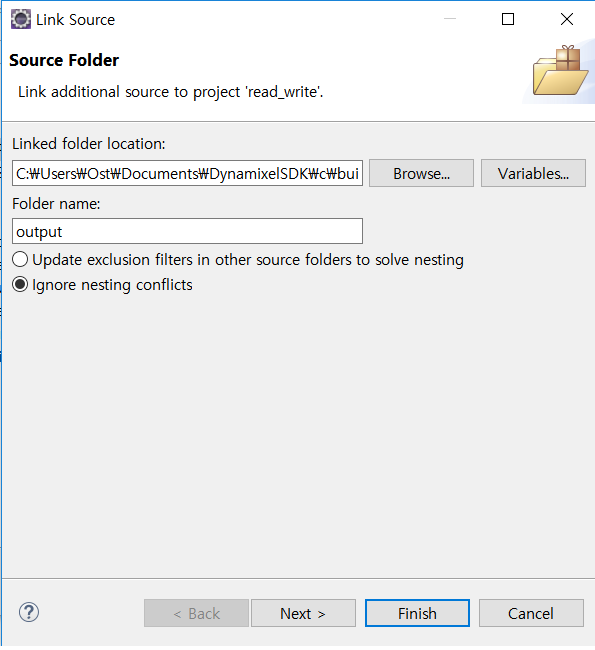 Link Source
Source Folder
Link additional source to project 'read_write'.
Linked folder location:
C:₩Users₩Ost₩Documents₩DynamixelSDK₩c₩bui
Browse...
Variables...
Folder name:
output
Update exclusion filters in other source folders to solve nesting
Ignore nesting conflicts
?
< Back
Next >
Finish
Cancel